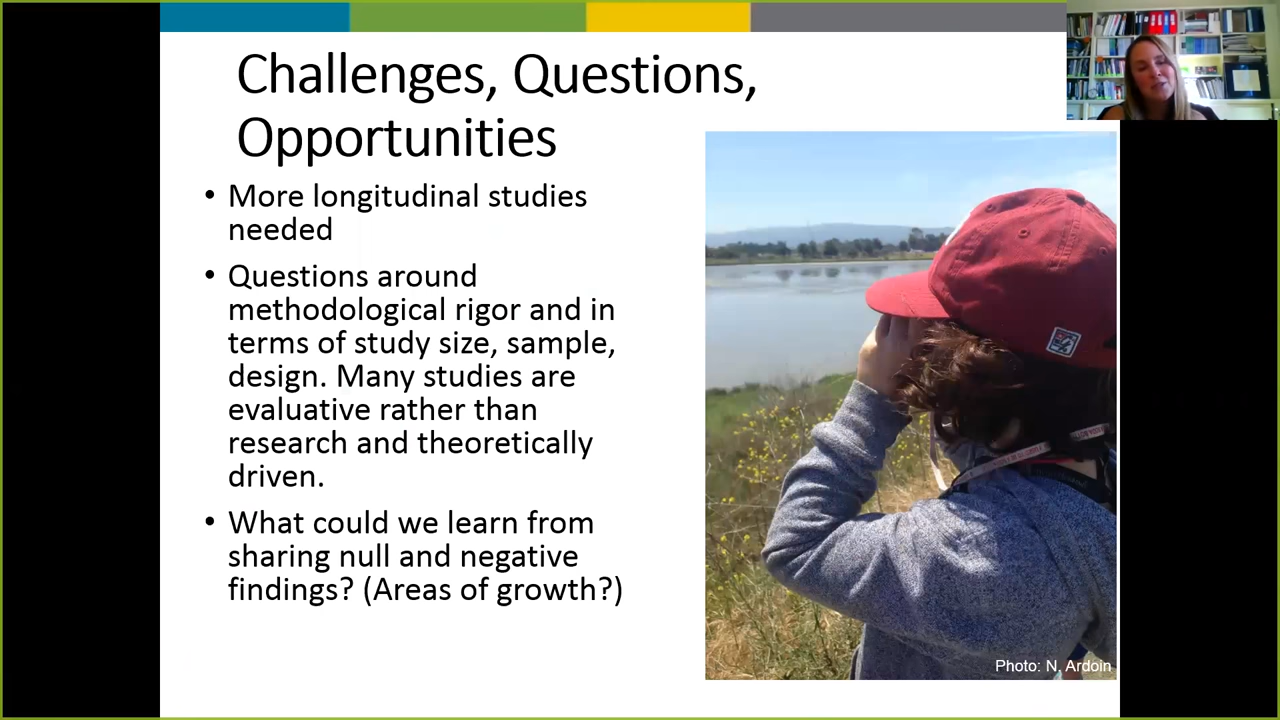 Challenges, Questions,
Opportunities
• More longitudinal studies
needed
• Questions around
methodological rigor and in
terms of study size, sample,
design. Many studies are
evaluative rather than
research and theoretically
driven.
• What could we learn from
sharing null and negative
findings? (Areas of growth?)
Photo: N. Ardoin